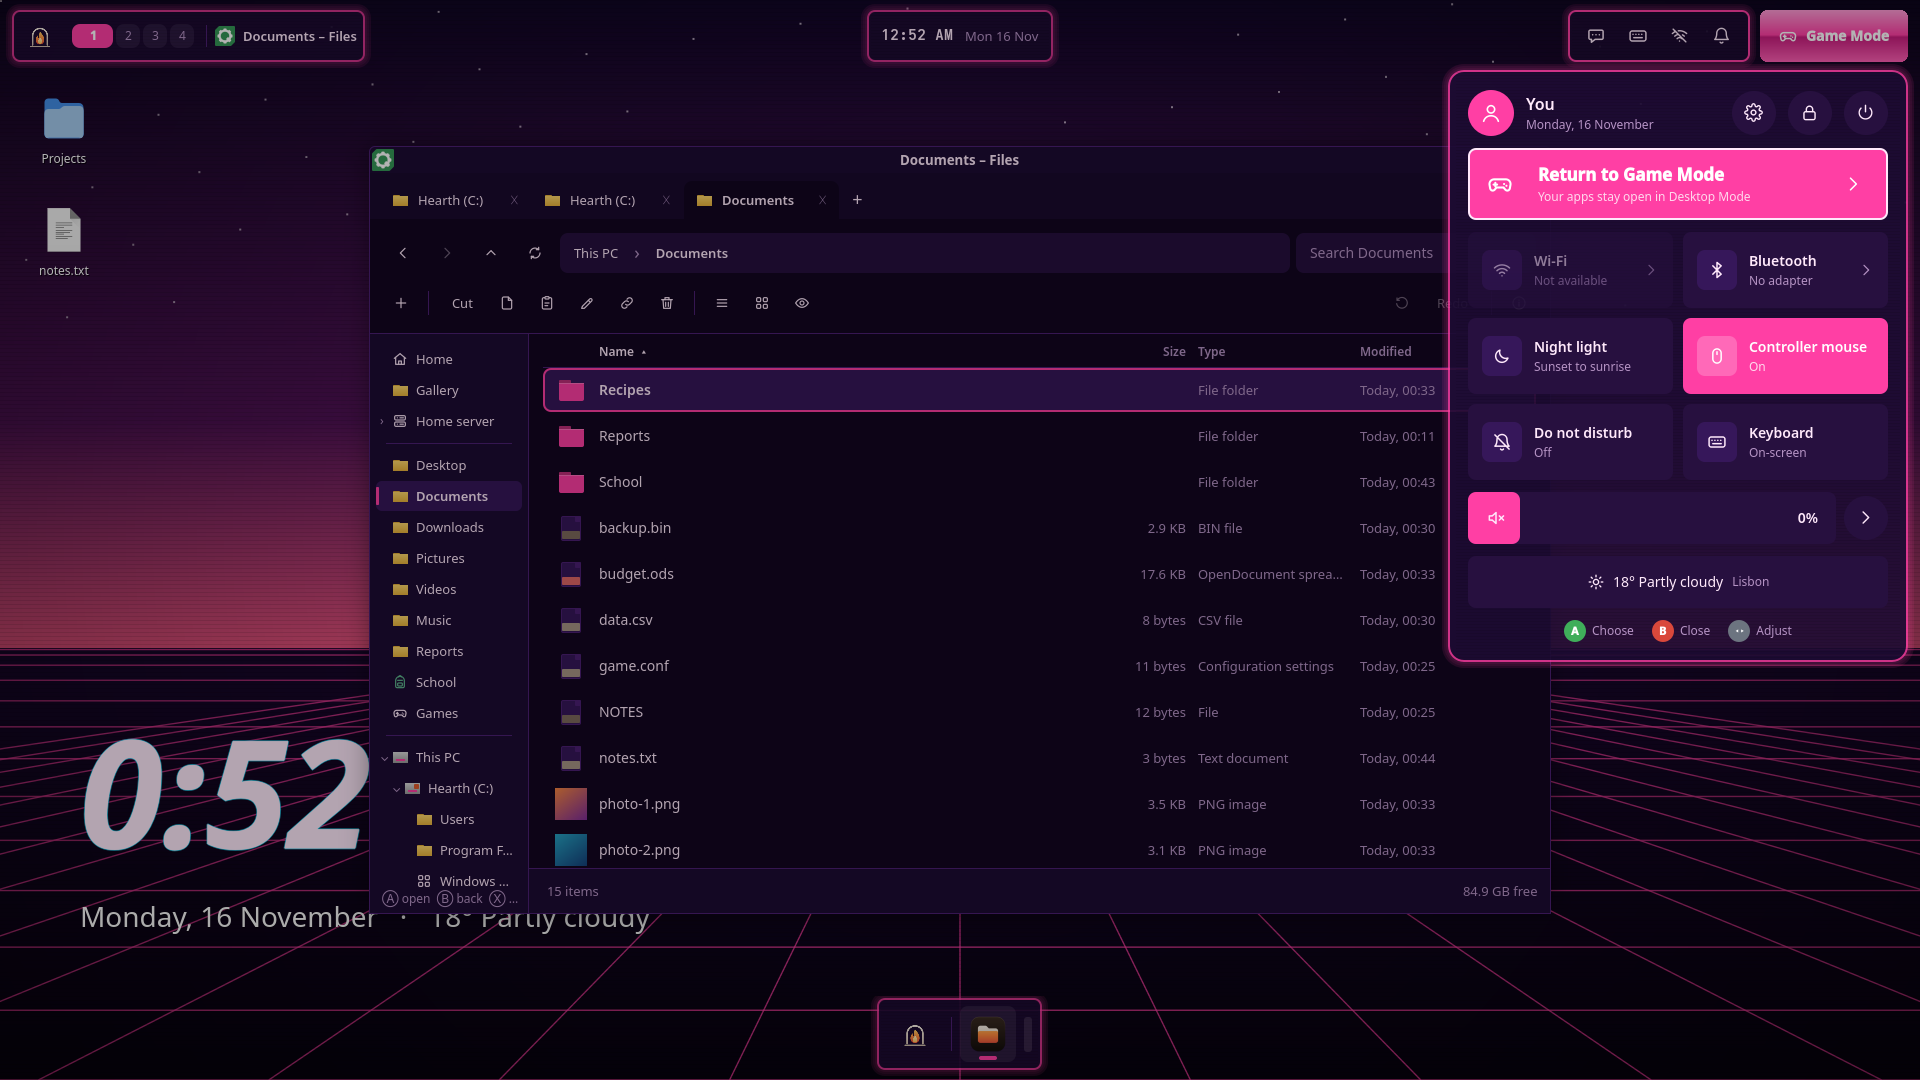 1 2 3 4 Documents – Files
12:52 AM Mon 16 Nov
Game Mode
Projects
notes.txt
0:52
Monday, 16 November · 18° Partly cloudy
Documents – Files
Hearth (C:) X
Hearth (C:) X
Documents X
+
This PC › Documents
Search Documents
Cut
Home
Gallery
Home server
Desktop
Documents
Downloads
Pictures
Videos
Music
Reports
School
Games
This PC
Hearth (C:)
Users
Program F...
Windows ...
A open B back X ...
Name Size Type Modified
Recipes File folder Today, 00:33
Reports File folder Today, 00:11
School File folder Today, 00:43
backup.bin 2.9 KB BIN file Today, 00:30
budget.ods 17.6 KB OpenDocument sprea... Today, 00:33
data.csv 8 bytes CSV file Today, 00:30
game.conf 11 bytes Configuration settings Today, 00:25
NOTES 12 bytes File Today, 00:25
notes.txt 3 bytes Text document Today, 00:44
photo-1.png 3.5 KB PNG image Today, 00:33
photo-2.png 3.1 KB PNG image Today, 00:33
15 items 84.9 GB free
You
Monday, 16 November
Return to Game Mode
Your apps stay open in Desktop Mode
Wi-Fi
Not available
Bluetooth
No adapter
Night light
Sunset to sunrise
Controller mouse
On
Do not disturb
Off
Keyboard
On-screen
0%
18° Partly cloudy Lisbon
A Choose B Close Adjust